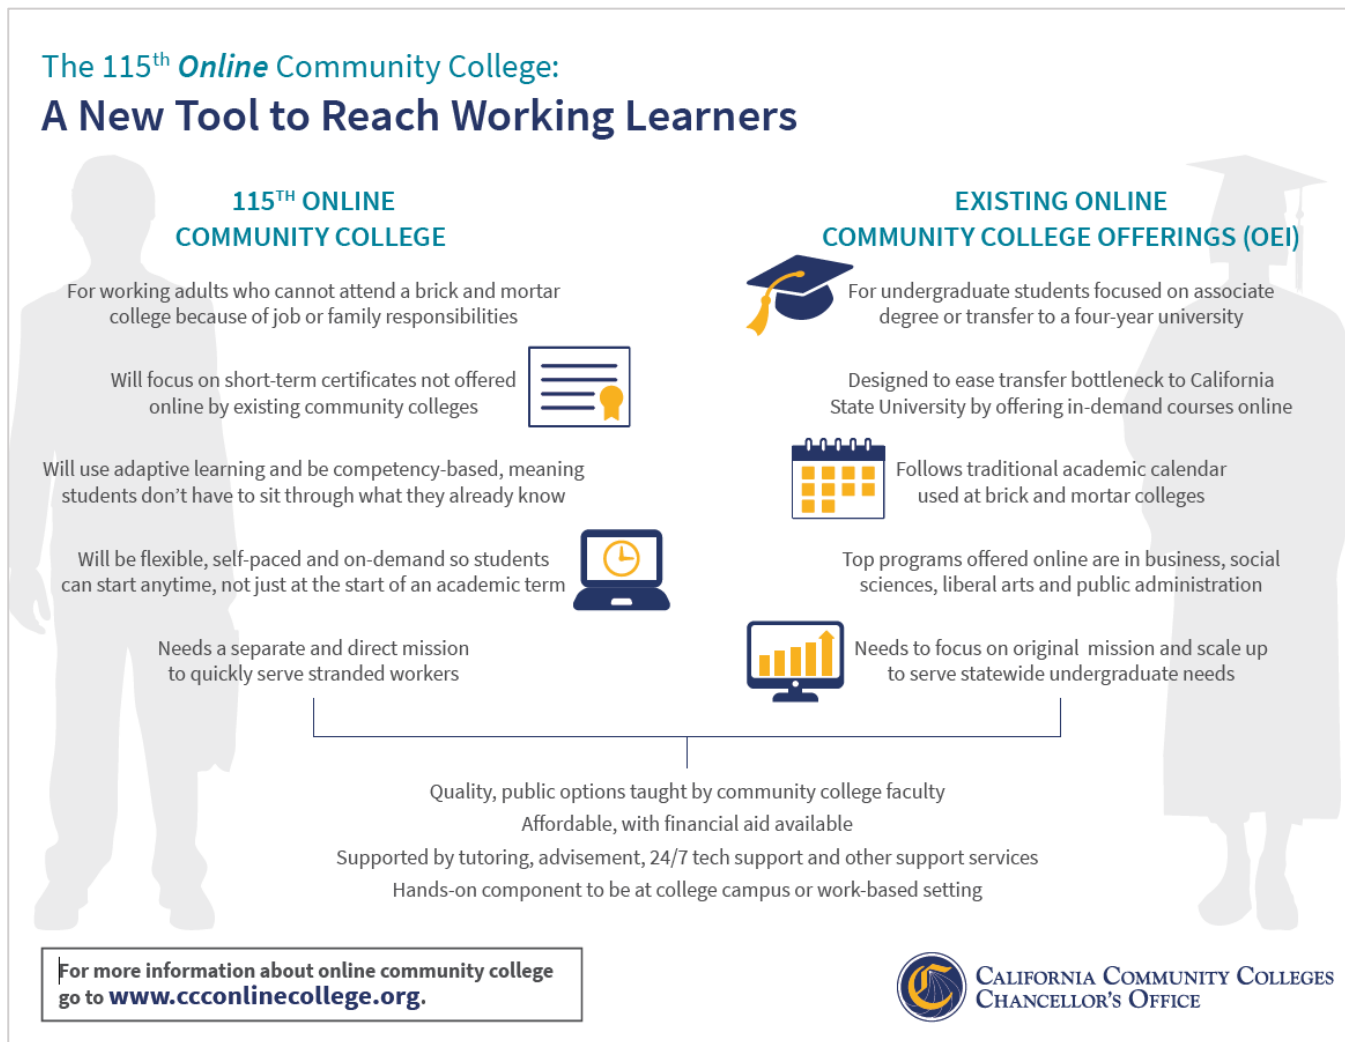 The 115th Online Community College:
A New Tool to Reach Working Learners
115TH ONLINE
COMMUNITY COLLEGE
For working adults who cannot attend a brick and mortar
college because of job or family responsibilities
Will focus on short-term certificates not offered
online by existing community colleges
Will use adaptive learning and be competency-based, meaning
students don't have to sit through what they already know
Will be flexible, self-paced and on-demand so students
can start anytime, not just at the start of an academic term
Needs a separate and direct mission
to quickly serve stranded workers
EXISTING ONLINE
COMMUNITY COLLEGE OFFERINGS (OEI)
For undergraduate students focused on associate
degree or transfer to a four-year university
Designed to ease transfer bottleneck to California
State University by offering in-demand courses online
Follows traditional academic calendar
used at brick and mortar colleges
Top programs offered online are in business, social
sciences, liberal arts and public administration
Needs to focus on original mission and scale up
to serve statewide undergraduate needs
Quality, public options taught by community college faculty
Affordable, with financial aid available
Supported by tutoring, advisement, 24/7 tech support and other support services
Hands-on component to be at college campus or work-based setting
For more information about online community college
go to www.ccconlinecollege.org.
CALIFORNIA COMMUNITY COLLEGES
CHANCELLOR'S OFFICE